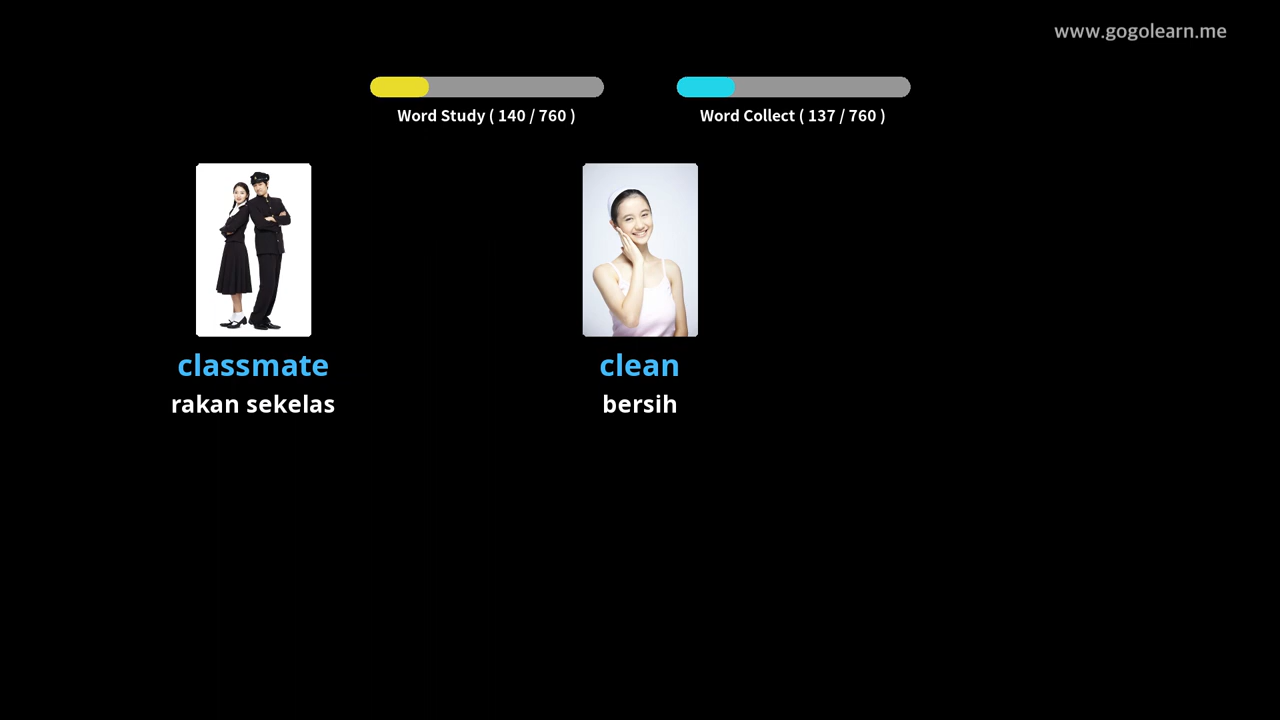 www.gogolearn.me
Word Study ( 140 / 760 )
Word Collect ( 137 / 760 )
classmate
rakan sekelas
clean
bersih